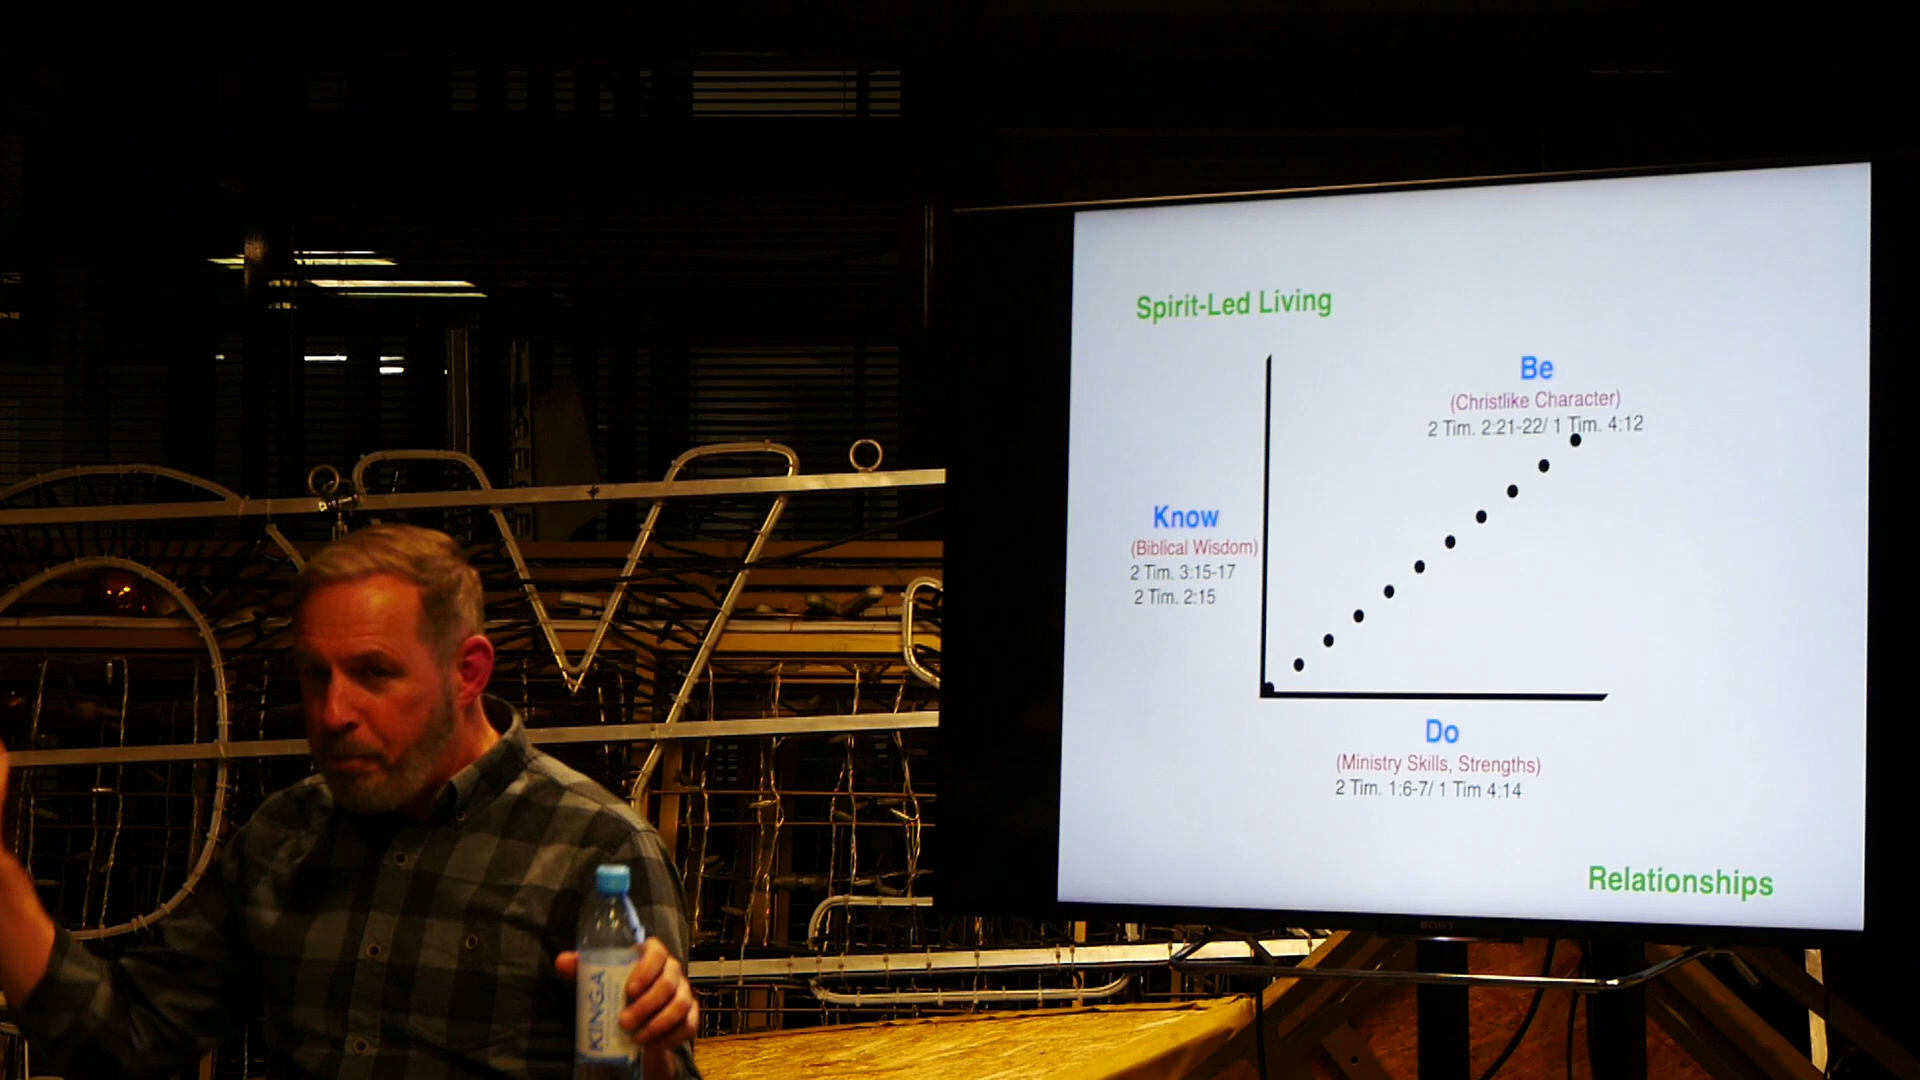 Spirit-Led Living
Be
(Christlike Character)
2 Tim. 2:21-22/ 1 Tim. 4:12
Know
(Biblical Wisdom)
2 Tim. 3:15-17
2 Tim. 2:15
Do
(Ministry Skills, Strengths)
2 Tim. 1:6-7/ 1 Tim 4:14
Relationships
SONY
KINGA